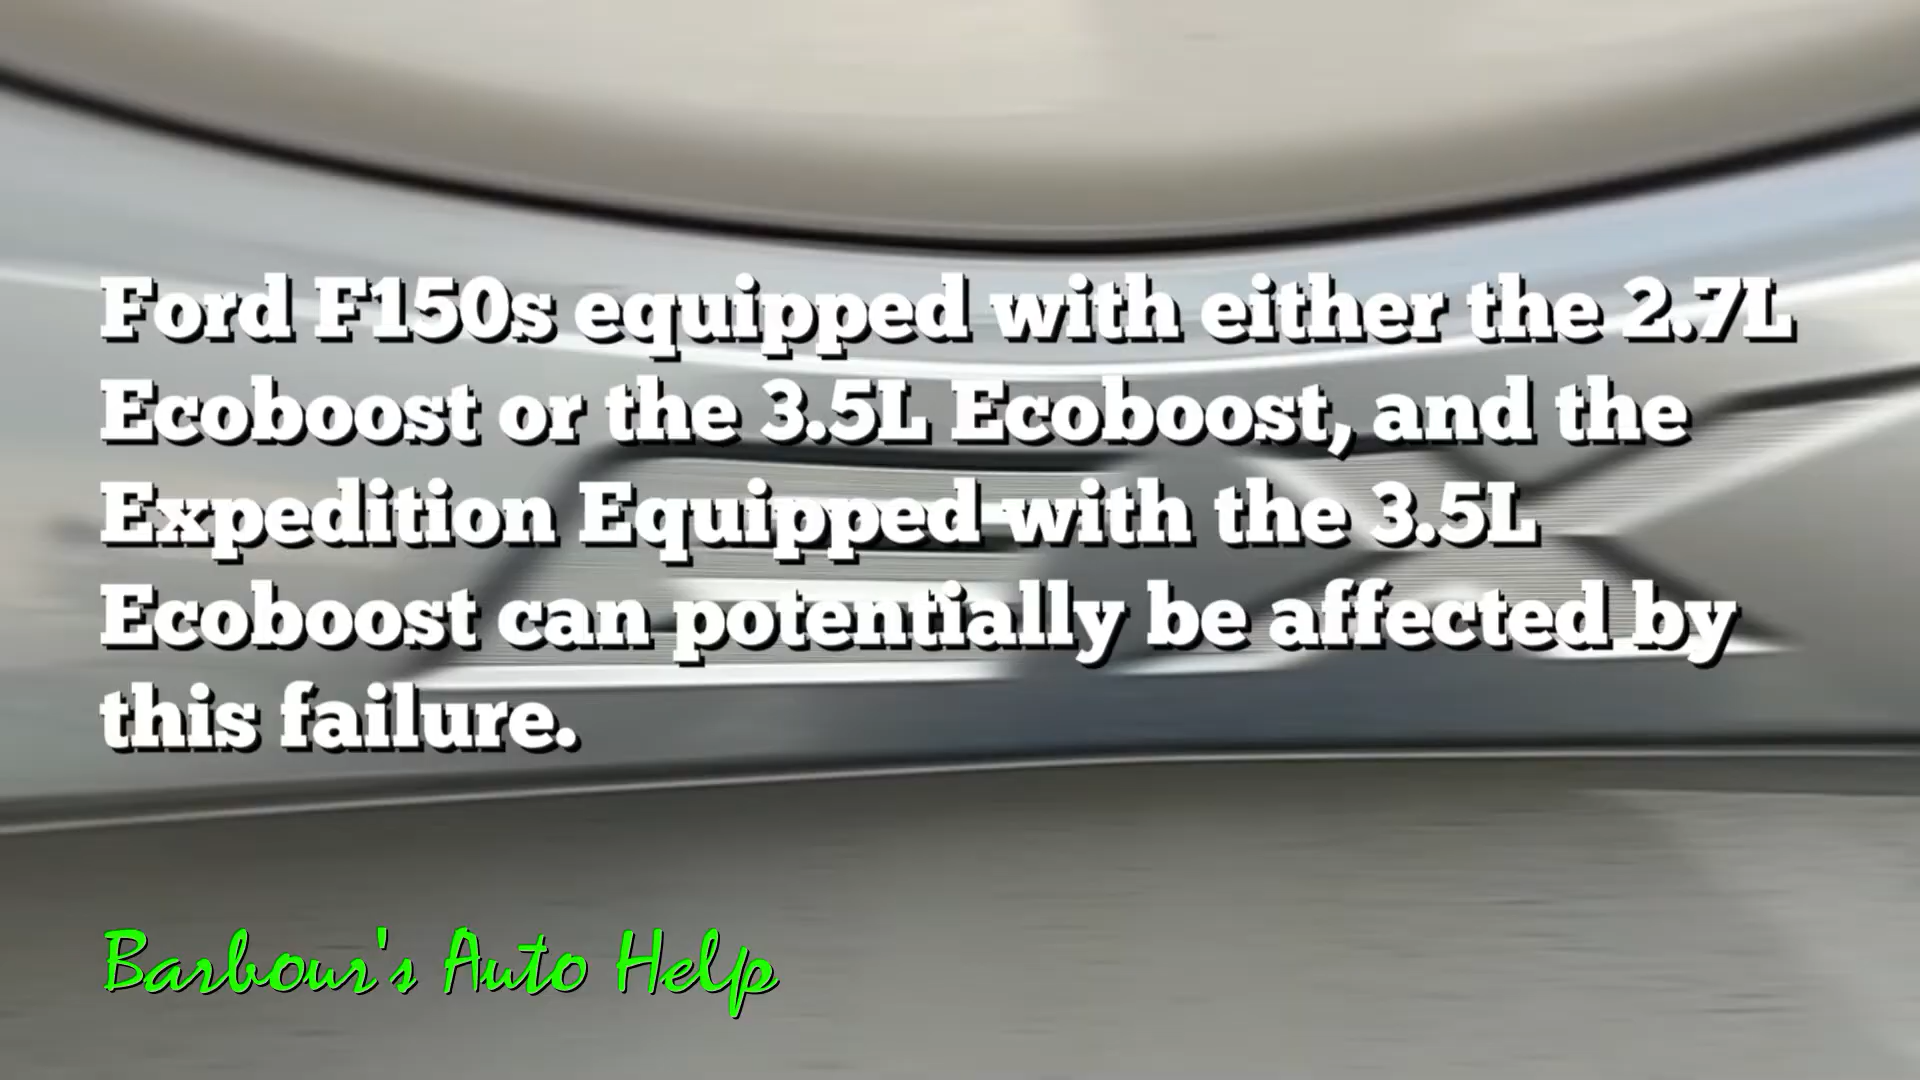 Ford F150s equipped with either the 2.7L
Ecoboost or the 3.5L Ecoboost, and the
Expedition Equipped with the 3.5L
Ecoboost can potentially be affected by
this failure.
Barbour's Auto Help